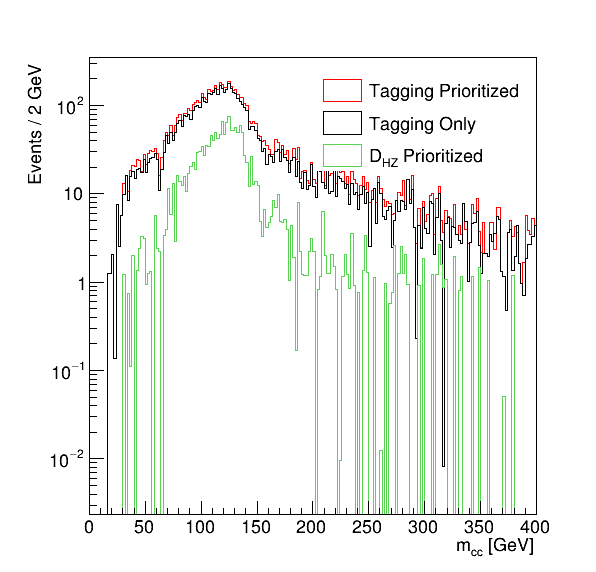 Events / 2 GeV
Tagging Prioritized
Tagging Only
D_HZ Prioritized
10²
10
1
10⁻¹
10⁻²
0 50 100 150 200 250 300 350 400
m_cc [GeV]